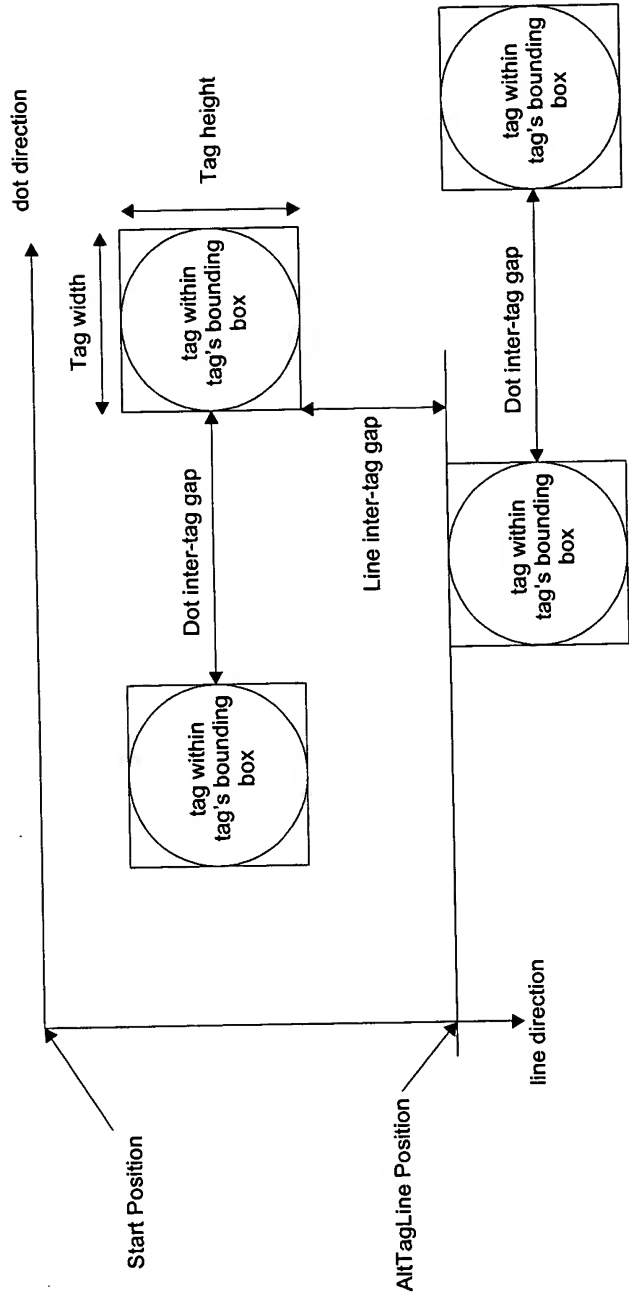 dot direction
Tag width
Tag height
tag within
tag's bounding
box
Dot inter-tag gap
tag within
tag's bounding
box
Line inter-tag gap
Start Position
AltTagLine Position
line direction
tag within
tag's bounding
box
Dot inter-tag gap
tag within
tag's bounding
box